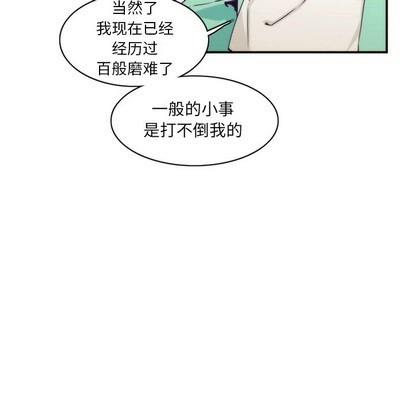 当然了
我现在已经
经历过
百般磨难了
一般的小事
是打不倒我的